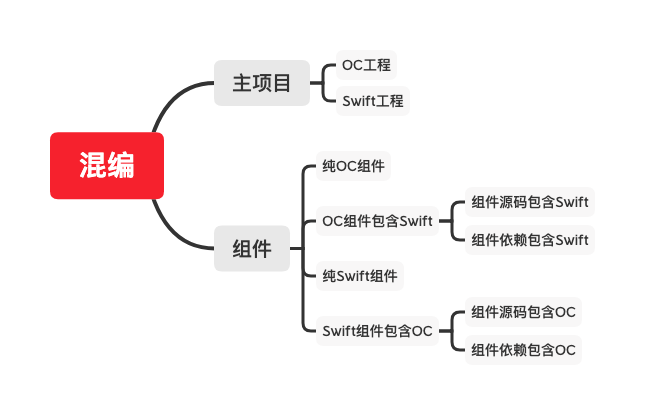 混编
主项目
OC工程
Swift工程
组件
纯OC组件
OC组件包含Swift
组件源码包含Swift
组件依赖包含Swift
纯Swift组件
Swift组件包含OC
组件源码包含OC
组件依赖包含OC